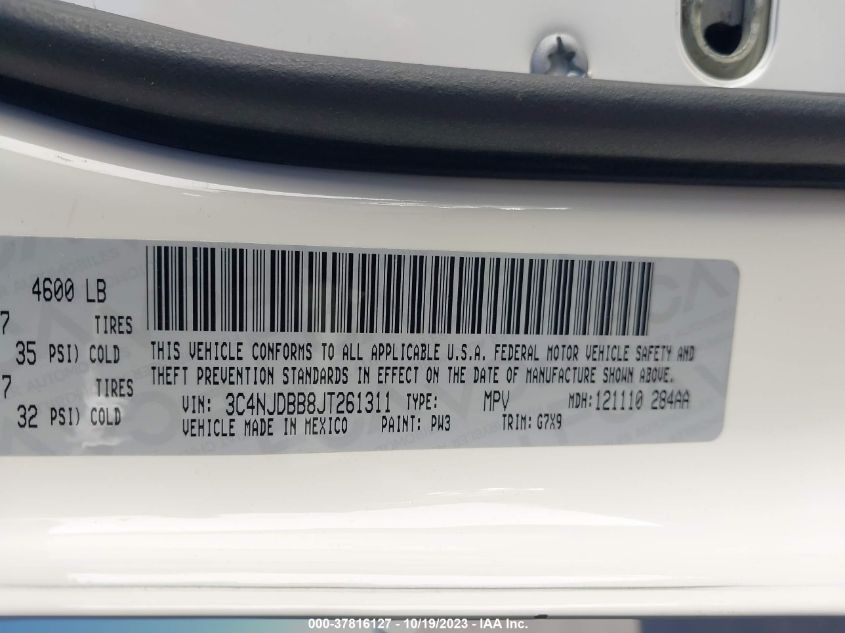 4600 LB
7 TIRES
35 PSI) COLD
7 TIRES
32 PSI) COLD
THIS VEHICLE CONFORMS TO ALL APPLICABLE U.S.A. FEDERAL MOTOR VEHICLE SAFETY AND
THEFT PREVENTION STANDARDS IN EFFECT ON THE DATE OF MANUFACTURE SHOWN ABOVE.
VIN: 3C4NJDBB8JT261311 TYPE: MPV MDH:121110 284AA
VEHICLE MADE IN MEXICO PAINT: PW3 TRIM: G7X9
000-37816127 - 10/19/2023 - IAA Inc.